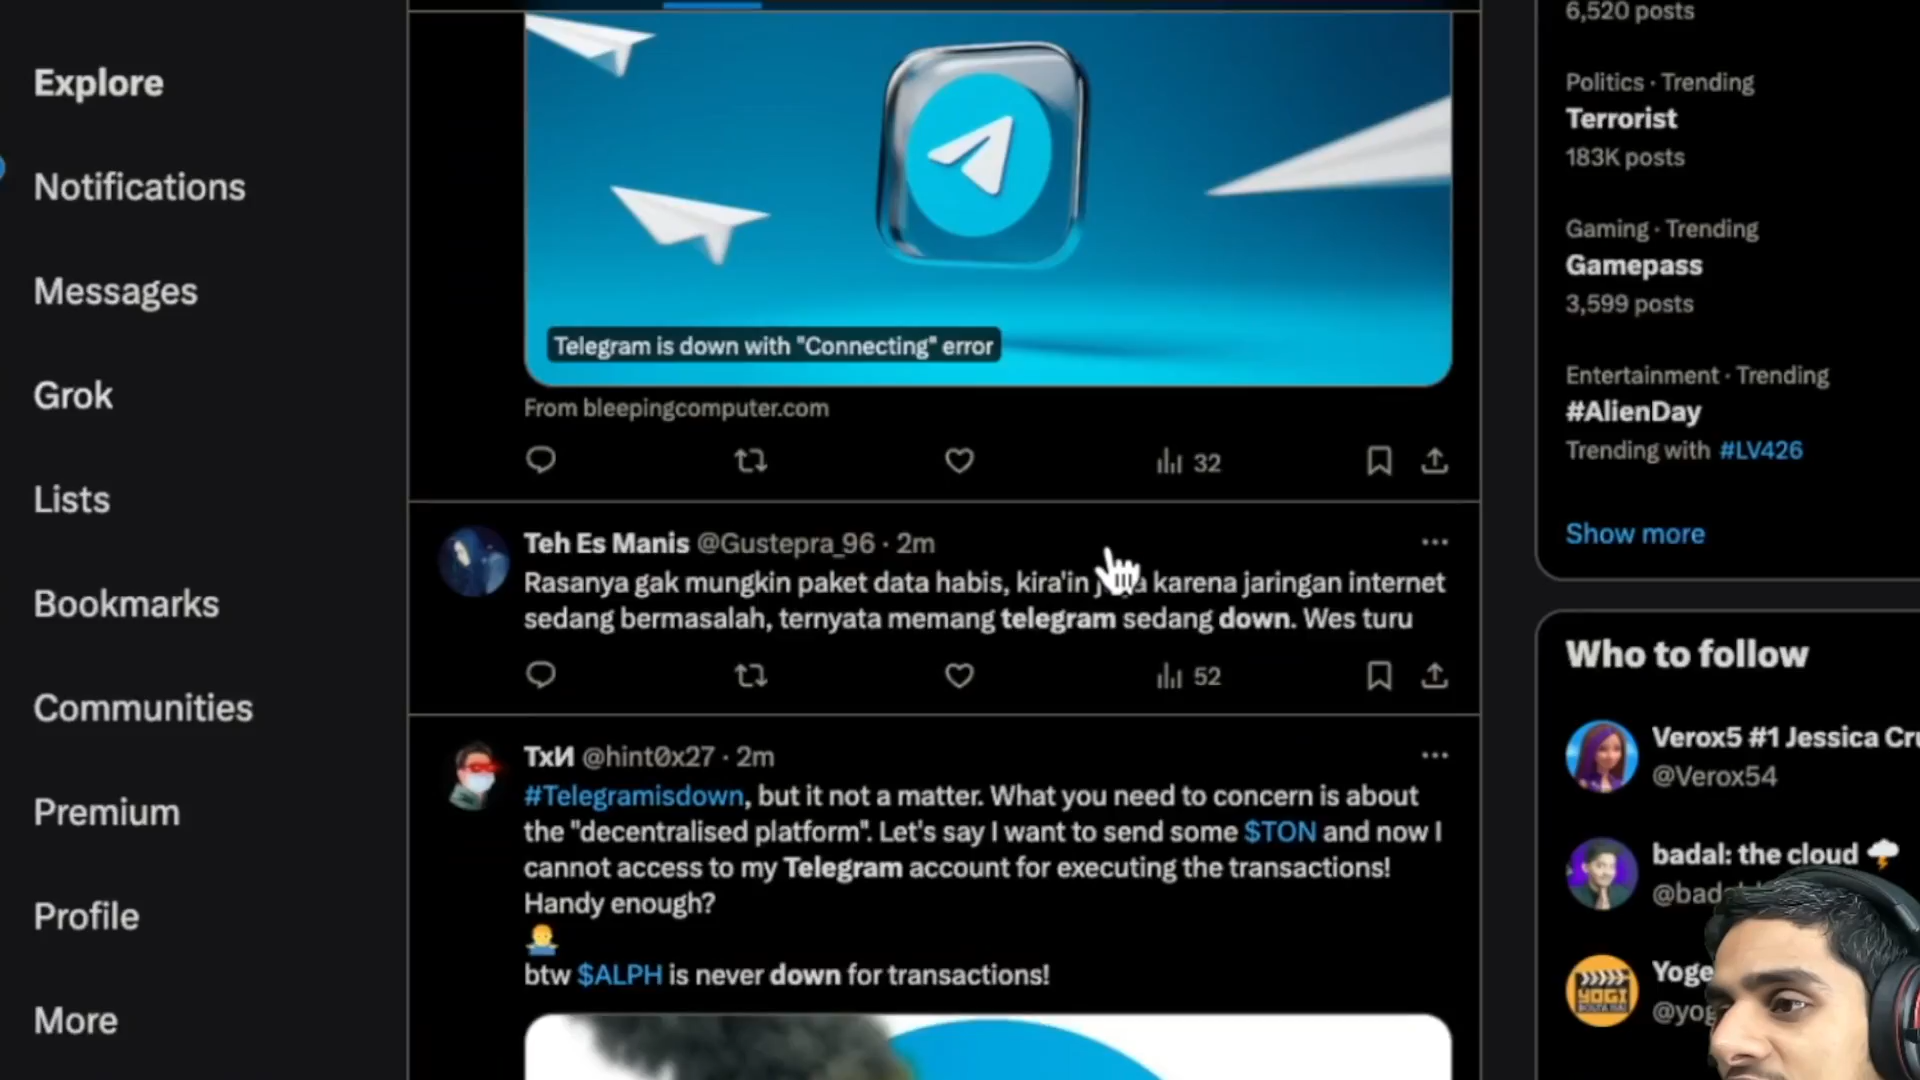 Explore
Notifications
Messages
Grok
Lists
Bookmarks
Communities
Premium
Profile
More
Telegram is down with "Connecting" error
From bleepingcomputer.com
32
Teh Es Manis @Gustepra_96 · 2m
Rasanya gak mungkin paket data habis, kira'in karena jaringan internet
sedang bermasalah, ternyata memang telegram sedang down. Wes turu
52
TxИ @hint0x27 · 2m
#Telegramisdown, but it not a matter. What you need to concern is about
the "decentralised platform". Let's say I want to send some $TON and now I
cannot access to my Telegram account for executing the transactions!
Handy enough?
btw $ALPH is never down for transactions!
6,520 posts
Politics · Trending
Terrorist
183K posts
Gaming · Trending
Gamepass
3,599 posts
Entertainment · Trending
#AlienDay
Trending with #LV426
Show more
Who to follow
Verox5 #1 Jessica Cru
@Verox54
badal: the cloud
@bad
Yoge
@yog
YOGI